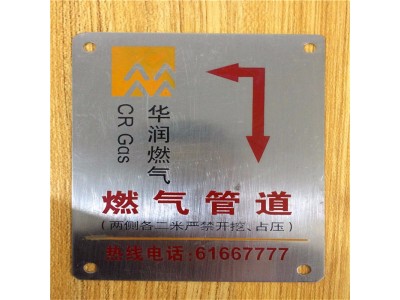 华润燃气
CR Gas
燃气管道
(两侧各二米严禁开挖、占压)
热线电话:61667777